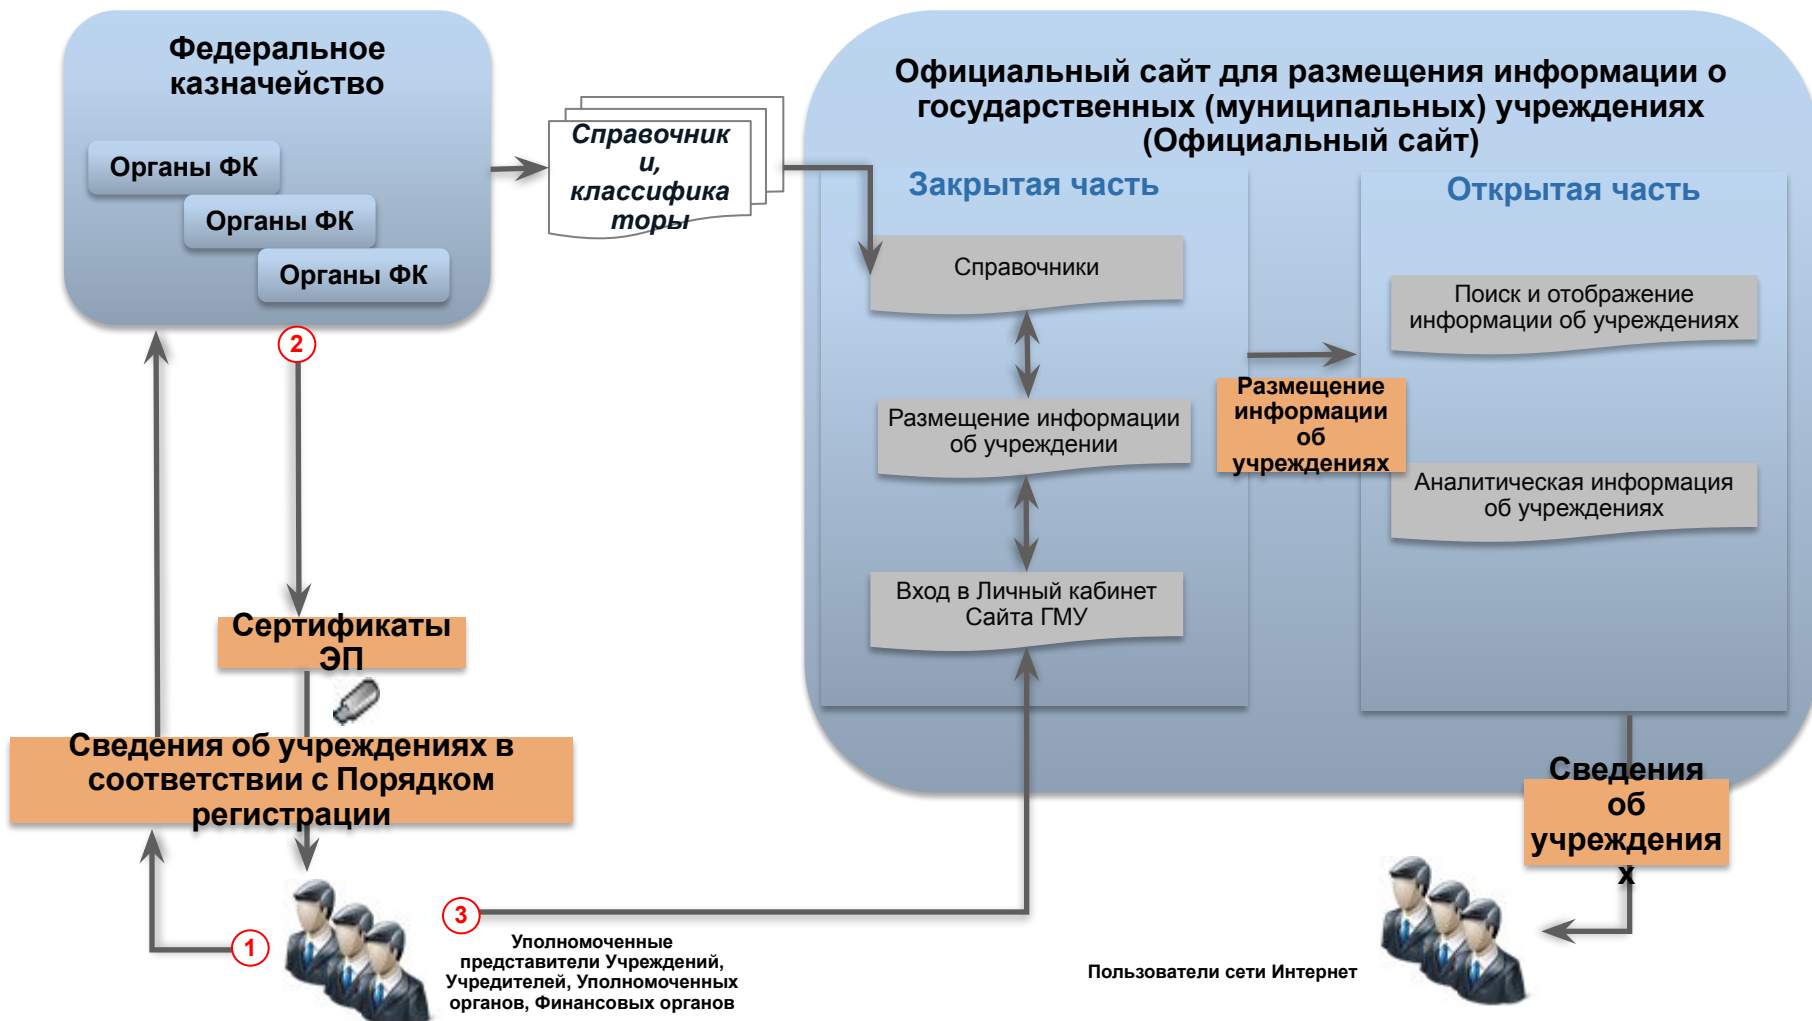 Федеральное
казначейство
Органы ФК
Органы ФК
Органы ФК
Справочник
и,
классифика
торы
Официальный сайт для размещения информации о
государственных (муниципальных) учреждениях
(Официальный сайт)
Закрытая часть
Справочники
Размещение информации
об учреждении
Вход в Личный кабинет
Сайта ГМУ
Размещение
информации
об
учреждениях
Открытая часть
Поиск и отображение
информации об учреждениях
Аналитическая информация
об учреждениях
2
Сертификаты
ЭП
Сведения об учреждениях в
соответствии с Порядком
регистрации
1
3
Уполномоченные
представители Учреждений,
Учредителей, Уполномоченных
органов, Финансовых органов
Сведения
об
учреждения
х
Пользователи сети Интернет